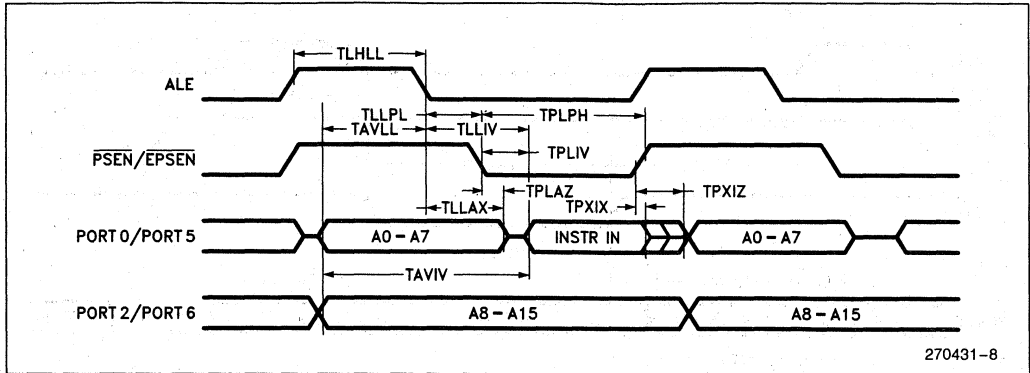 TLHLL
ALE
TLLPL
TPLPH
TAVLL
TLLIV
PSEN/EPSEN
TPLIV
TPLAZ
TPXIZ
TLLAX
TPXIX
PORT 0/PORT 5
A0-A7
INSTR IN
A0-A7
TAVIV
PORT 2/PORT 6
A8-A15
A8-A15
270431-8